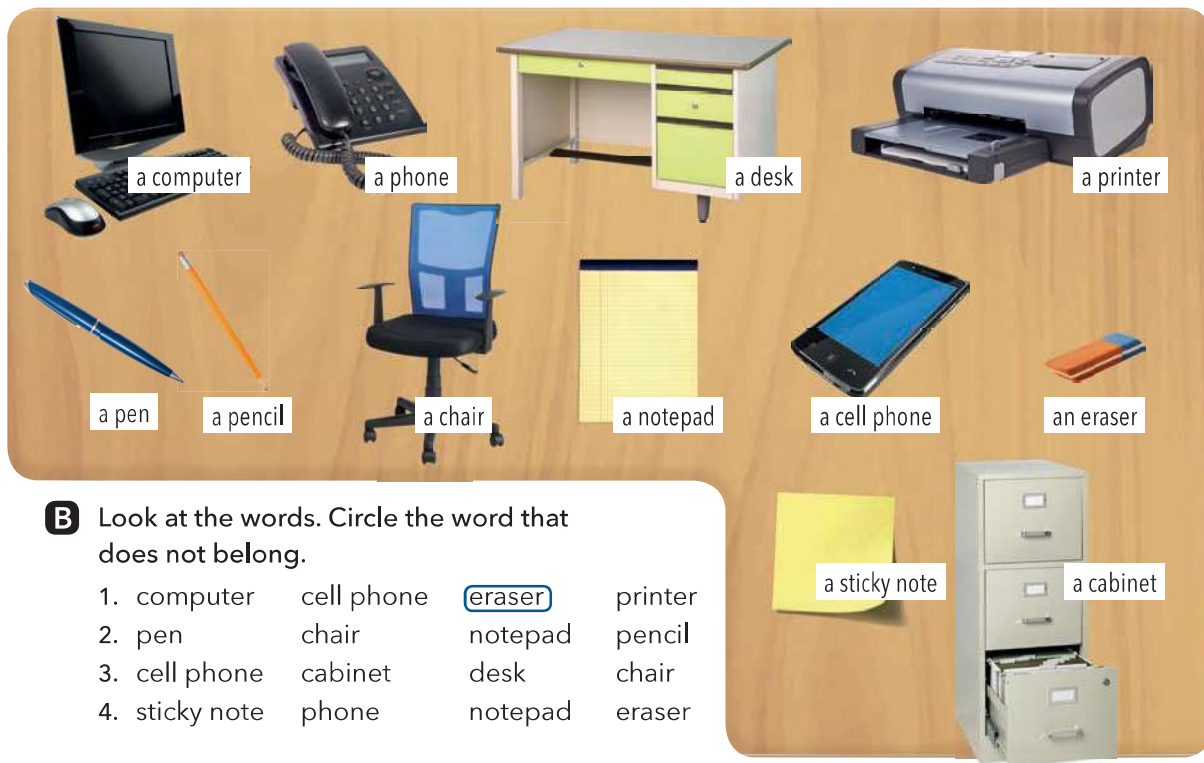 a computer
a phone
a desk
a printer
a pen
a pencil
a chair
a notepad
a cell phone
an eraser
B Look at the words. Circle the word that
does not belong.
1. computer cell phone eraser printer
2. pen chair notepad pencil
3. cell phone cabinet desk chair
4. sticky note phone notepad eraser
a sticky note
a cabinet